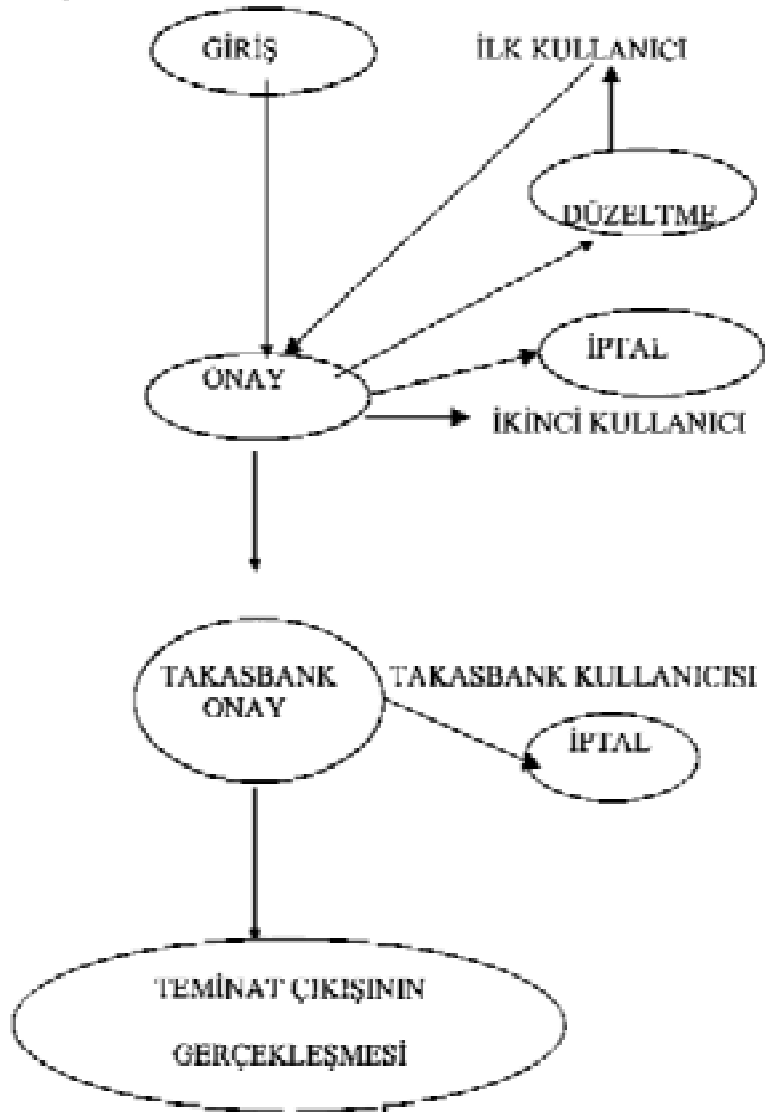 GİRİŞ
İLK KULLANICI
DÜZELTME
İPTAL
ONAY
İKİNCİ KULLANICI
TAKASBANK
ONAY
TAKASBANK KULLANICISI
İPTAL
TEMİNAT ÇIKIŞININ
GERÇEKLEŞMESİ